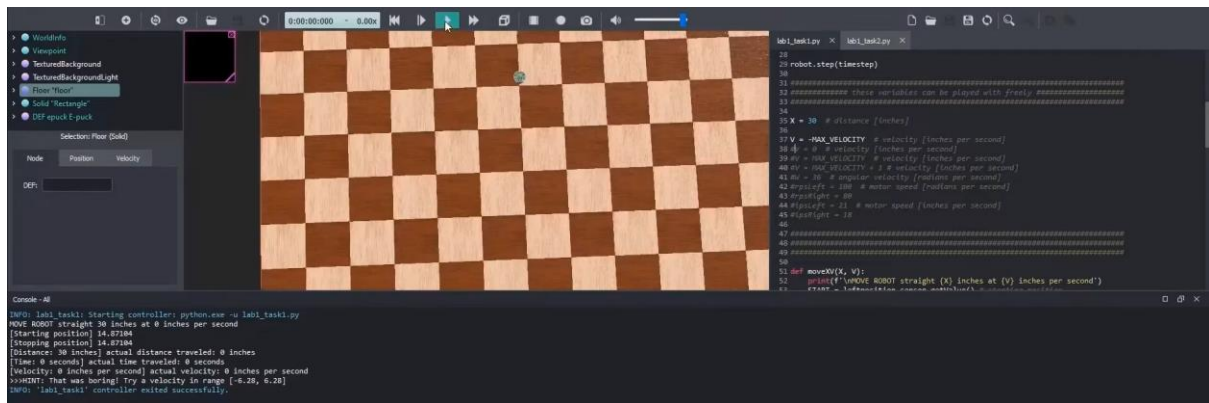 0:00:00:000 - 0.00x
WorldInfo
Viewpoint
TexturedBackground
TexturedBackgroundLight
Floor "floor"
Solid "Rectangle"
DEF epuck E-puck
Selection: Floor (Solid)
Node Position Velocity
DEF:
lab1_task1.py × lab1_task2.py ×
28
29 robot.step(timestep)
30
31 ##########
32 ########## these variables can be played with freely ##########
33 ##########
34
35 X = 30 # distance [inches]
36
37 V = -MAX_VELOCITY # velocity [inches per second]
38 #V = 0 # velocity [inches per second]
39 #V = MAX_VELOCITY # velocity [inches per second]
40 #V = MAX_VELOCITY + 1 # velocity [inches per second]
41 #W = 36 # angular velocity [radians per second]
42 #rpsLeft = 100 # motor speed [radians per second]
43 #rpsRight = 80
44 #ipsLeft = 21 # motor speed [inches per second]
45 #ipsRight = 18
46
47 ##########
48 ##########
49 ##########
50
51 def moveXV(X, V):
52 print(f'\nMOVE ROBOT straight {X} inches at {V} inches per second')
Console - All
INFO: lab1_task1: Starting controller: python.exe -u lab1_task1.py
MOVE ROBOT straight 30 inches at 0 inches per second
[Starting position] 14.87104
[Stopping position] 14.87104
[Distance: 30 inches] actual distance traveled: 0 inches
[Time: 0 seconds] actual time traveled: 0 seconds
[Velocity: 0 inches per second] actual velocity: 0 inches per second
>>>HINT: That was boring! Try a velocity in range [-6.28, 6.28]
INFO: 'lab1_task1' controller exited successfully.